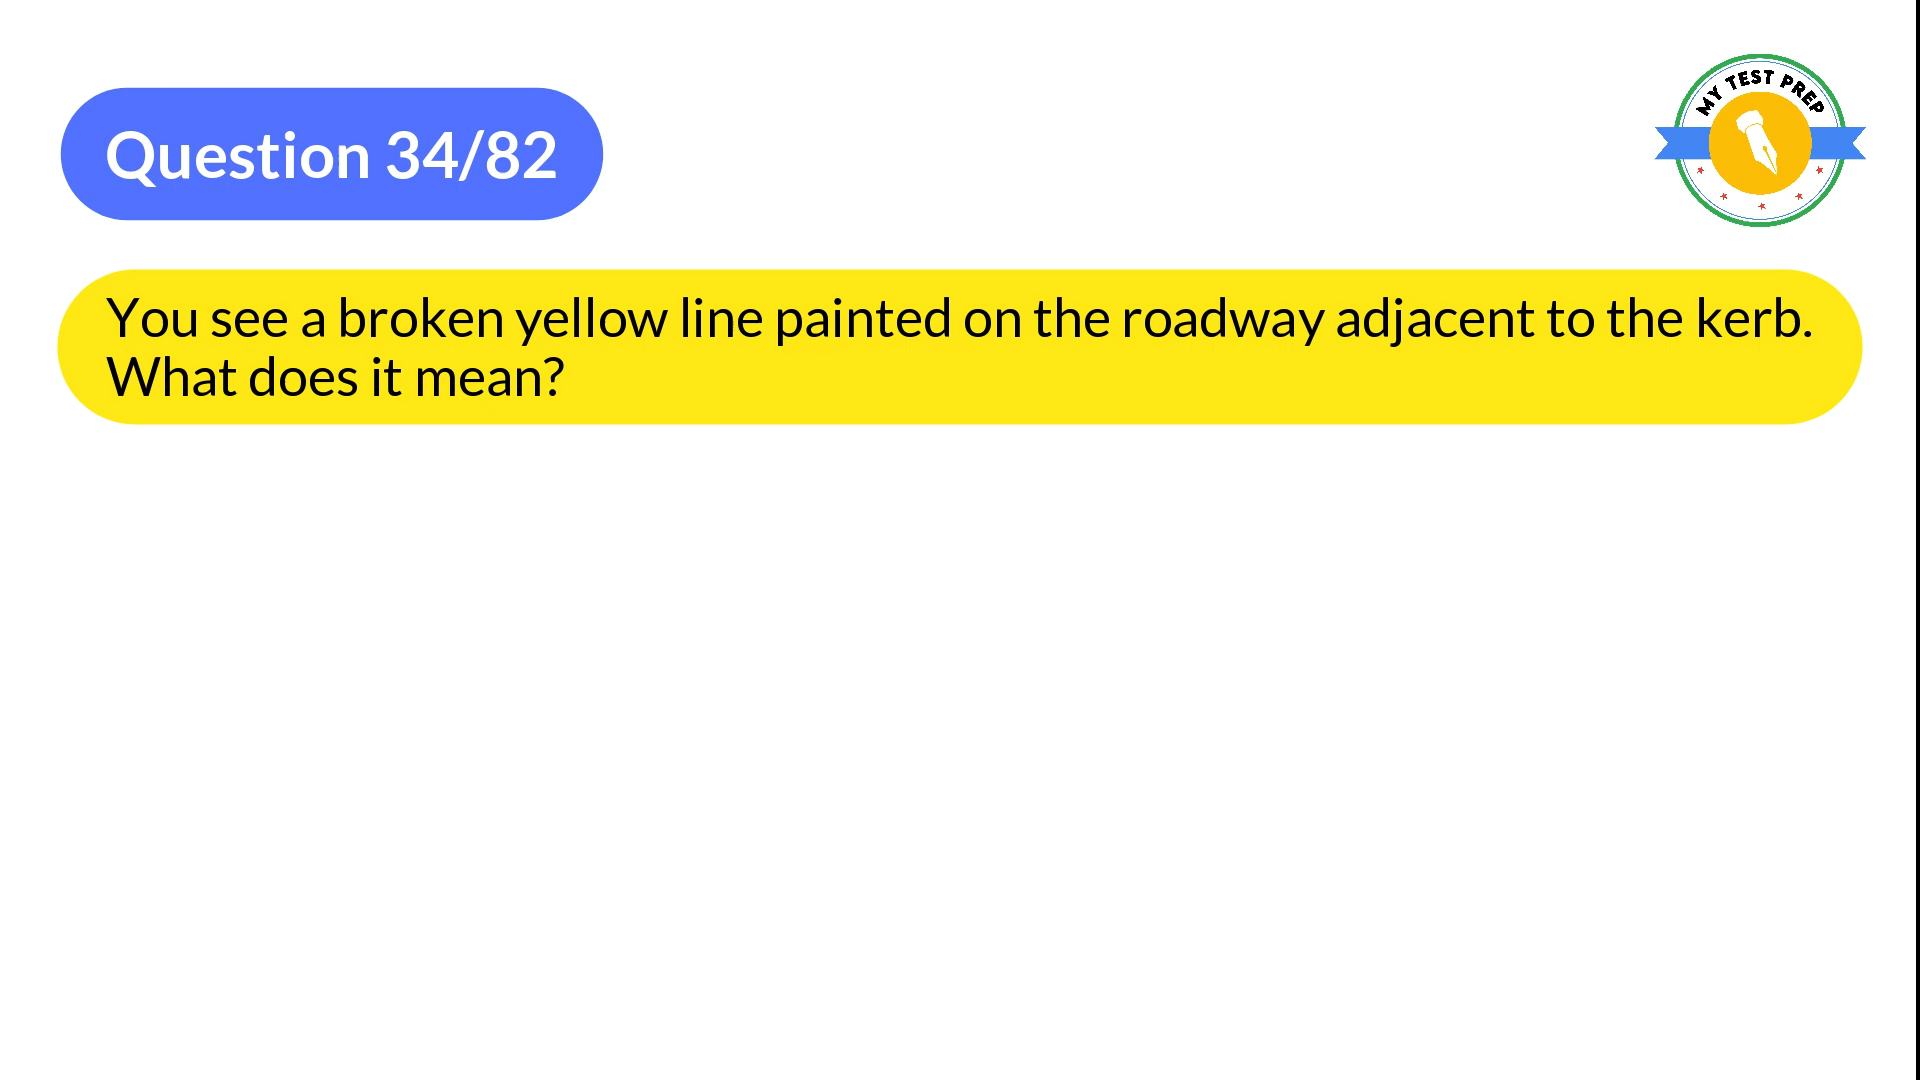 MY TEST PREP
Question 34/82
You see a broken yellow line painted on the roadway adjacent to the kerb.
What does it mean?